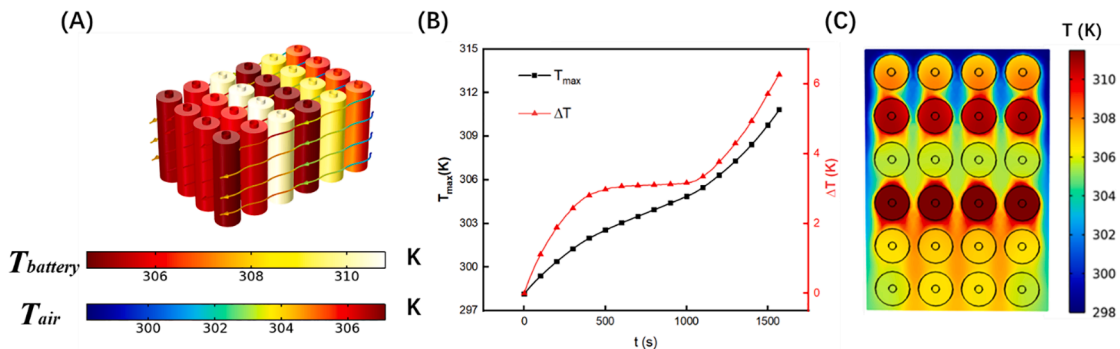 (A)
T_battery
306
308
310
K
T_air
300
302
304
306
K
(B)
315
312
309
306
303
300
297
T_max(K)
T_max
ΔT
0
500
1000
1500
t (s)
6
4
2
0
ΔT (K)
(C)
T (K)
310
308
306
304
302
300
298